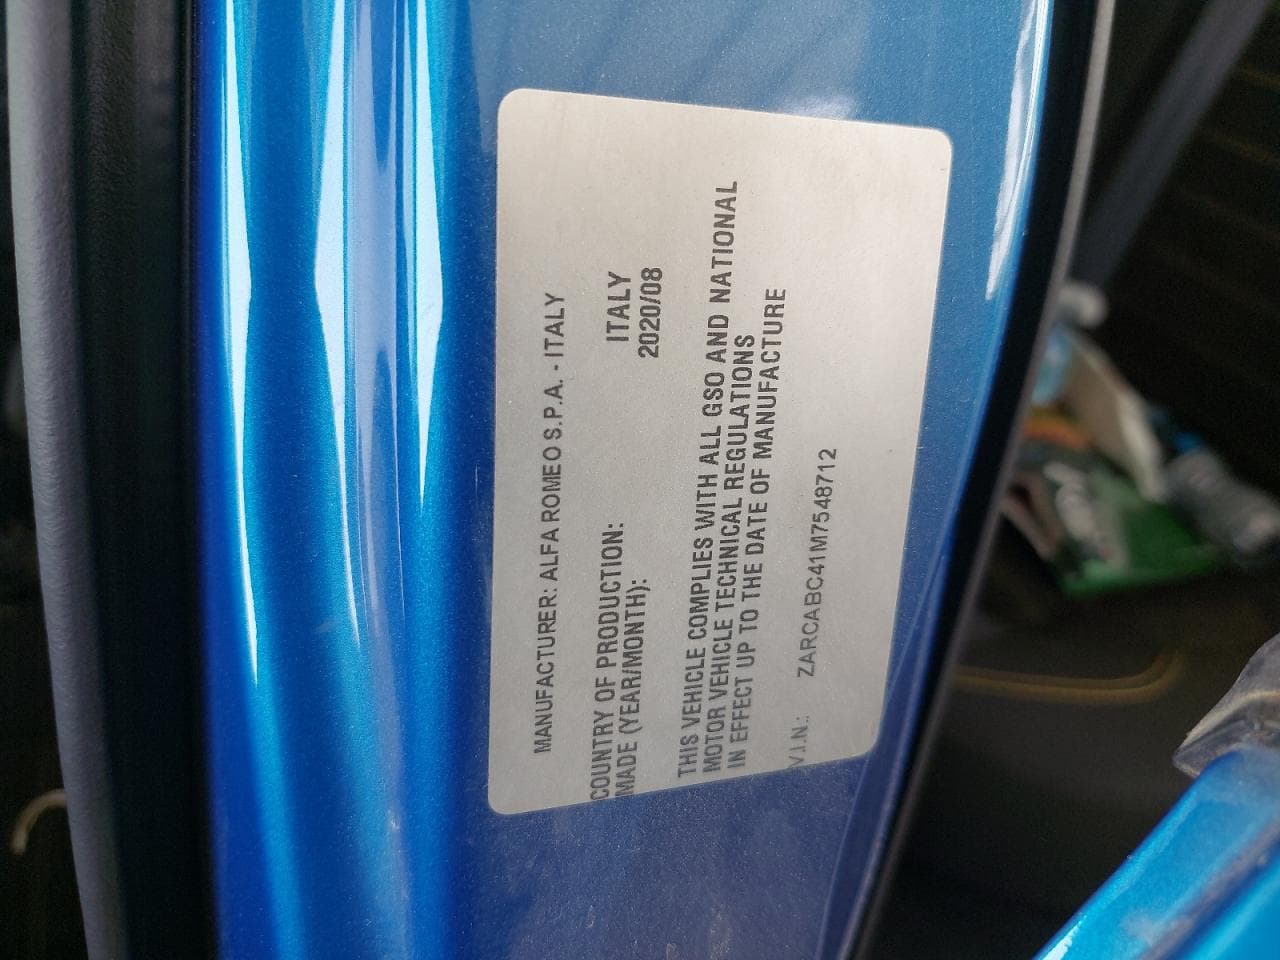 MANUFACTURER: ALFA ROMEO S.P.A. - ITALY
COUNTRY OF PRODUCTION: ITALY
MADE (YEAR/MONTH): 2020/08
THIS VEHICLE COMPLIES WITH ALL GSO AND NATIONAL
MOTOR VEHICLE TECHNICAL REGULATIONS
IN EFFECT UP TO THE DATE OF MANUFACTURE
V.I.N.: ZARCABC41M7548712